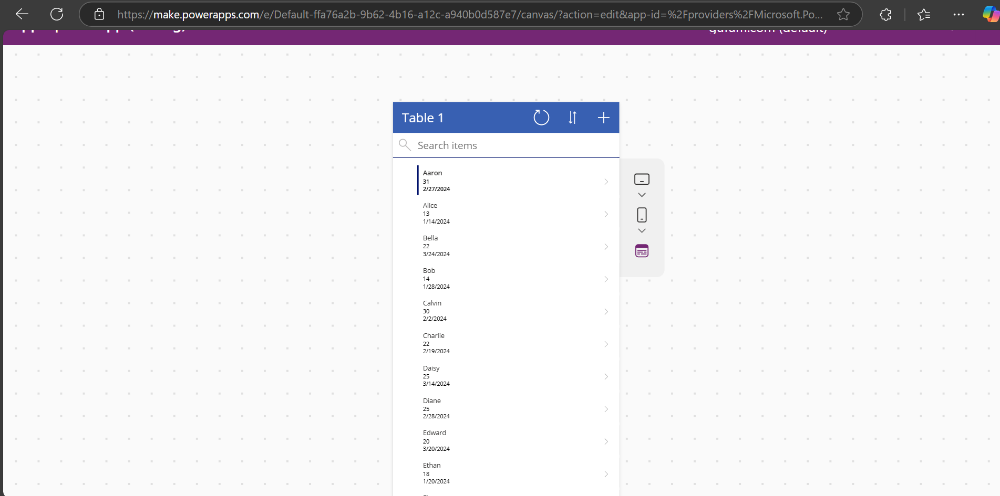 https://make.powerapps.com/e/Default-ffa76a2b-9b62-4b16-a12c-a940b0d587e7/canvas/?action=edit&app-id=%2Fproviders%2FMicrosoft.Po...
(default)
Table 1
Search items
Aaron
31
2/27/2024
Alice
13
1/14/2024
Bella
22
3/24/2024
Bob
14
1/28/2024
Calvin
30
2/2/2024
Charlie
22
2/19/2024
Daisy
25
3/14/2024
Diane
25
2/28/2024
Edward
20
3/20/2024
Ethan
18
1/20/2024